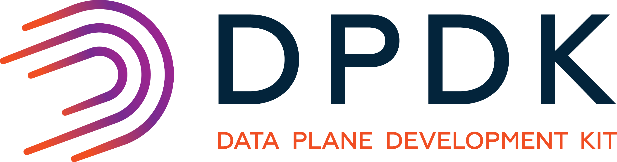 DPDK
DATA PLANE DEVELOPMENT KIT